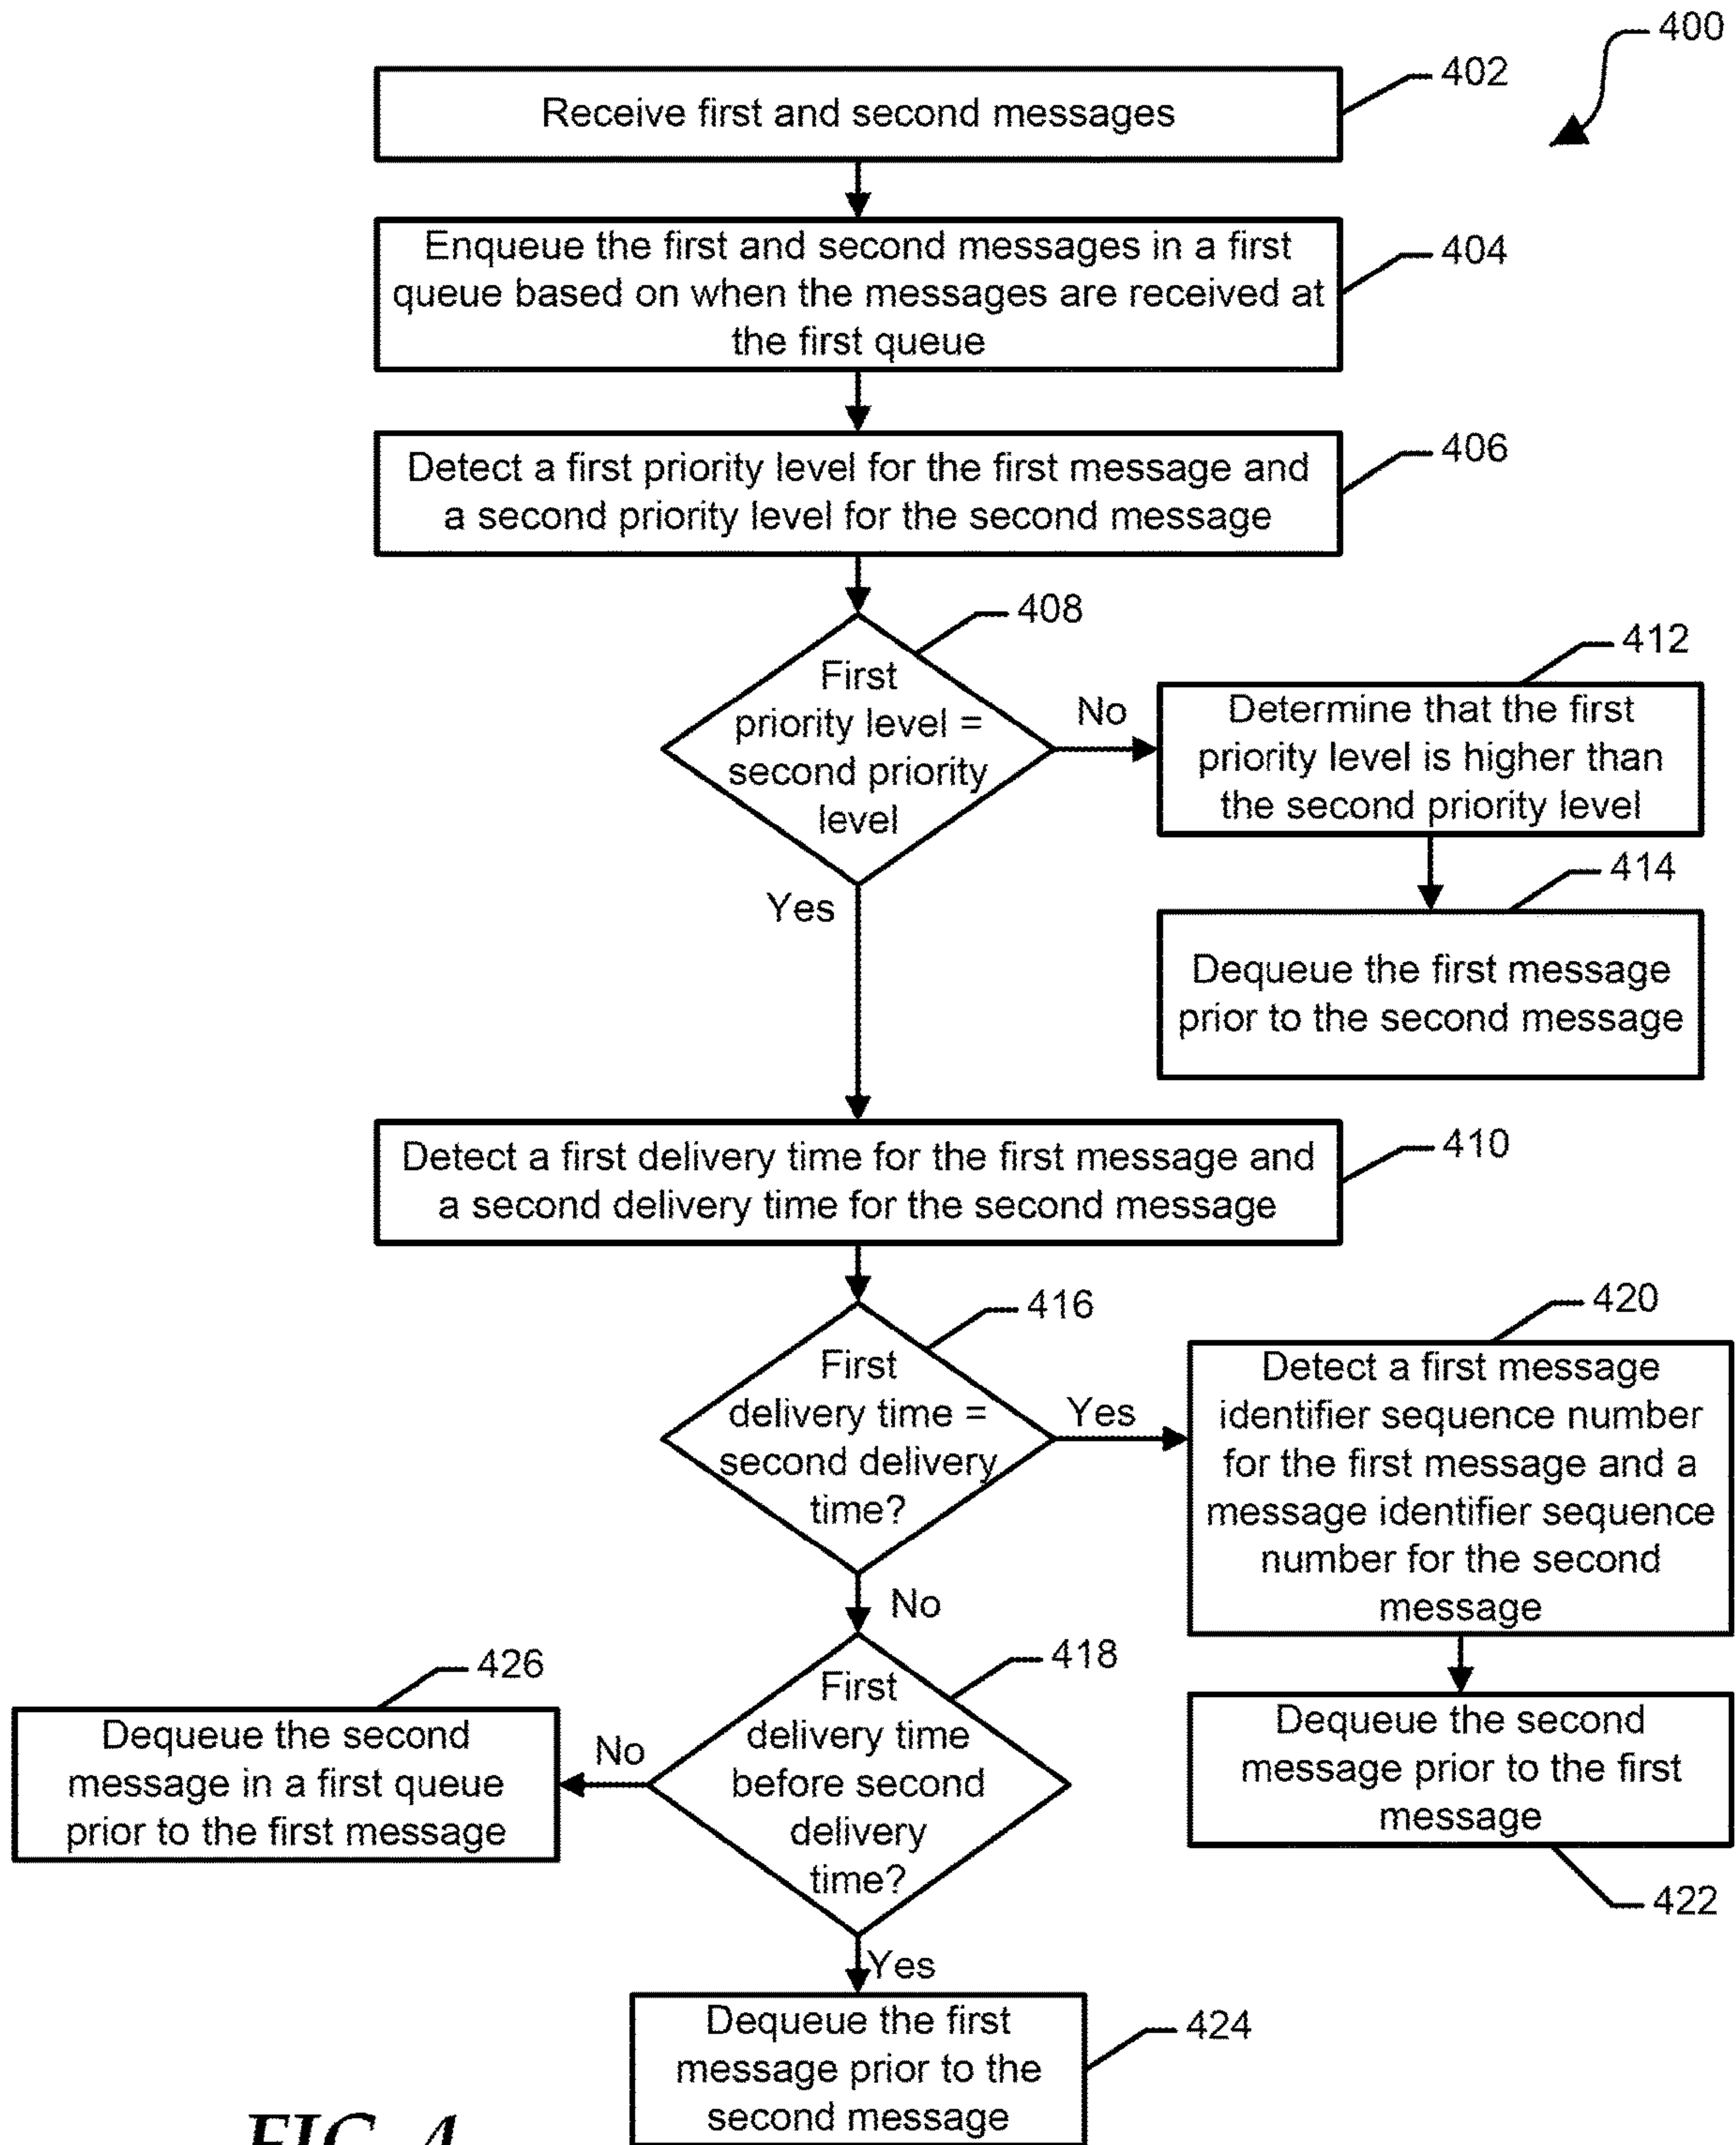 400
402
Receive first and second messages
404
Enqueue the first and second messages in a first
queue based on when the messages are received at
the first queue
406
Detect a first priority level for the first message and
a second priority level for the second message
408
First
priority level =
second priority
level
No
412
Determine that the first
priority level is higher than
the second priority level
414
Dequeue the first message
prior to the second message
Yes
410
Detect a first delivery time for the first message and
a second delivery time for the second message
416
First
delivery time =
second delivery
time?
Yes
420
Detect a first message
identifier sequence number
for the first message and a
message identifier sequence
number for the second
message
422
Dequeue the second
message prior to the first
message
No
418
First
delivery time
before second
delivery
time?
No
426
Dequeue the second
message in a first queue
prior to the first message
Yes
424
Dequeue the first
message prior to the
second message
FIG. 4